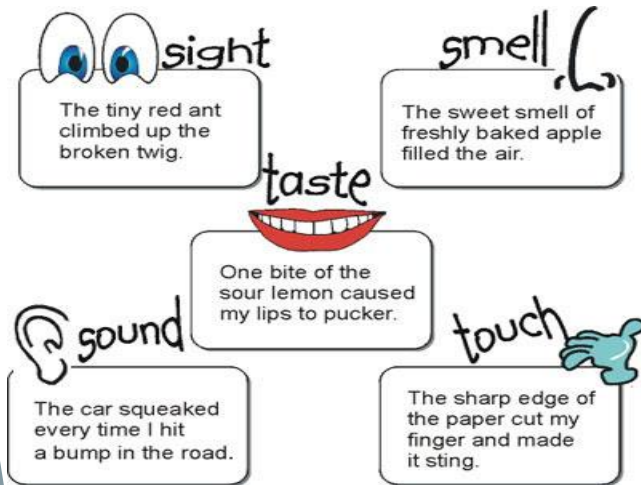 sight
The tiny red ant
climbed up the
broken twig.
smell
The sweet smell of
freshly baked apple
filled the air.
taste
One bite of the
sour lemon caused
my lips to pucker.
sound
The car squeaked
every time I hit
a bump in the road.
touch
The sharp edge of
the paper cut my
finger and made
it sting.